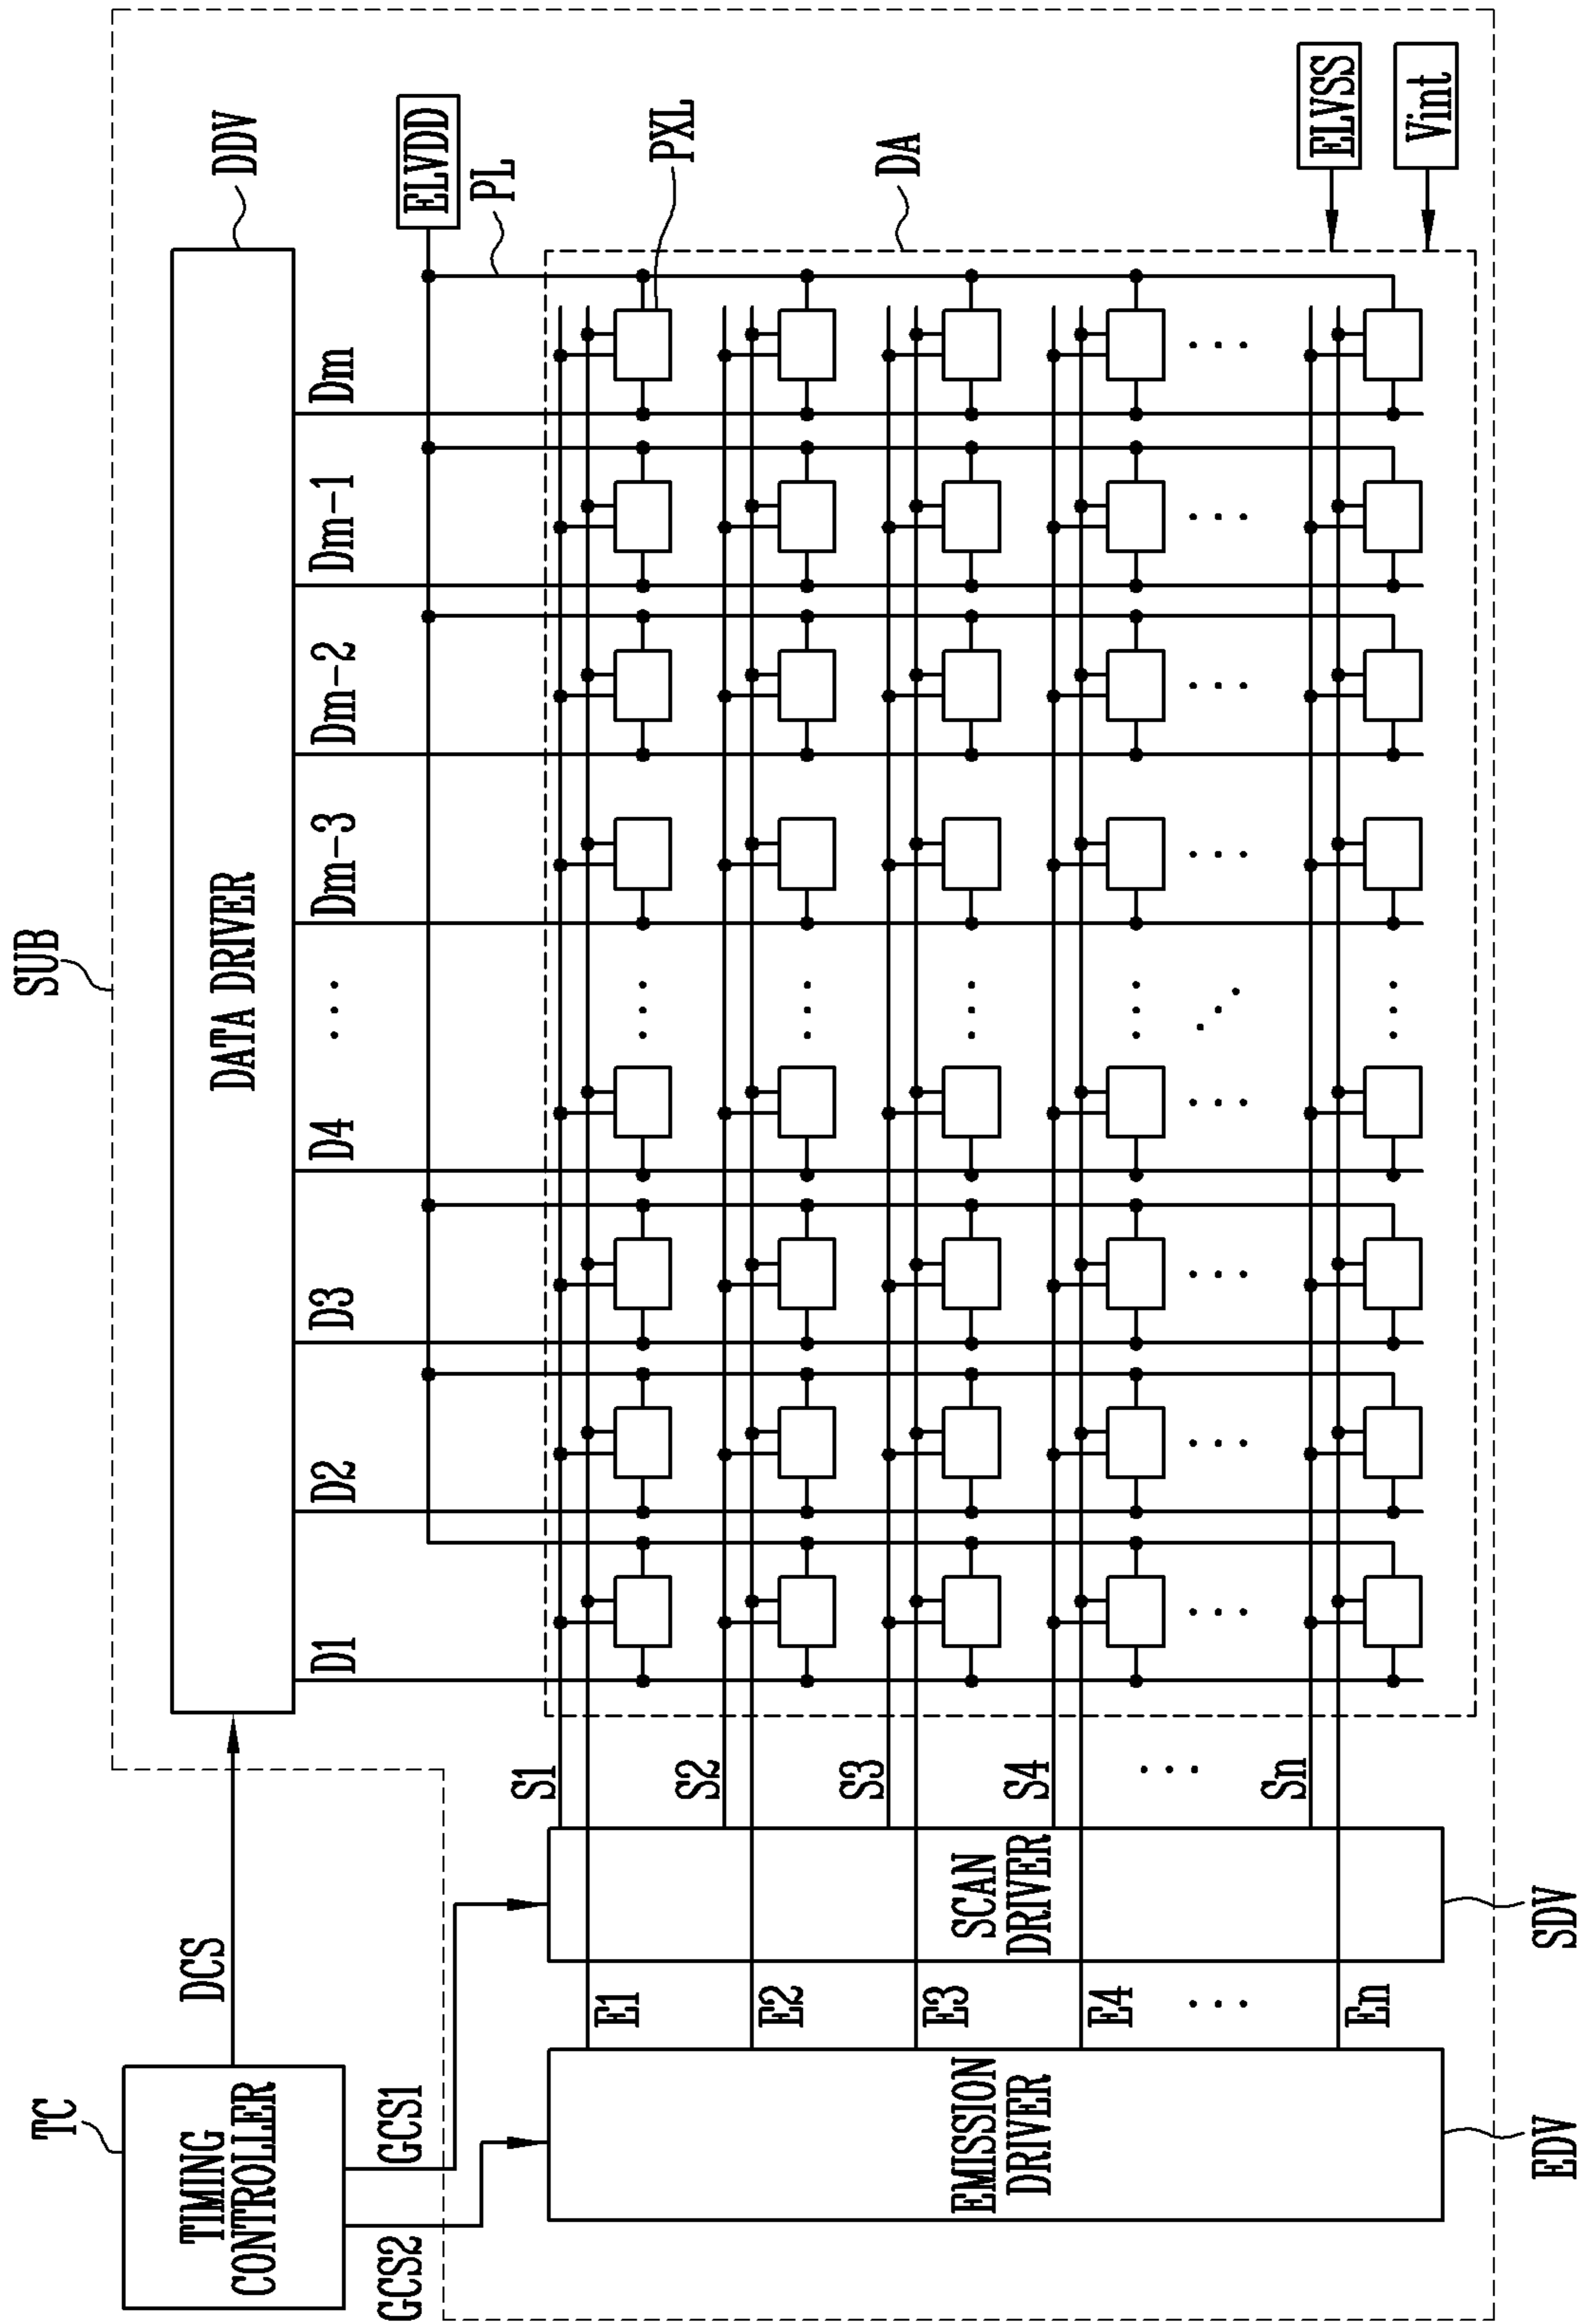 SUB
TC
TIMING
CONTROLLER
DCS
DATA DRIVER
DDV
GCS2
GCS1
D1
D2
D3
D4
Dm-3
Dm-2
Dm-1
Dm
ELVDD
PL
PXL
DA
ELVSS
Vint
EMISSION
DRIVER
EDV
E1
E2
E3
E4
En
SCAN
DRIVER
SDV
S1
S2
S3
S4
Sn